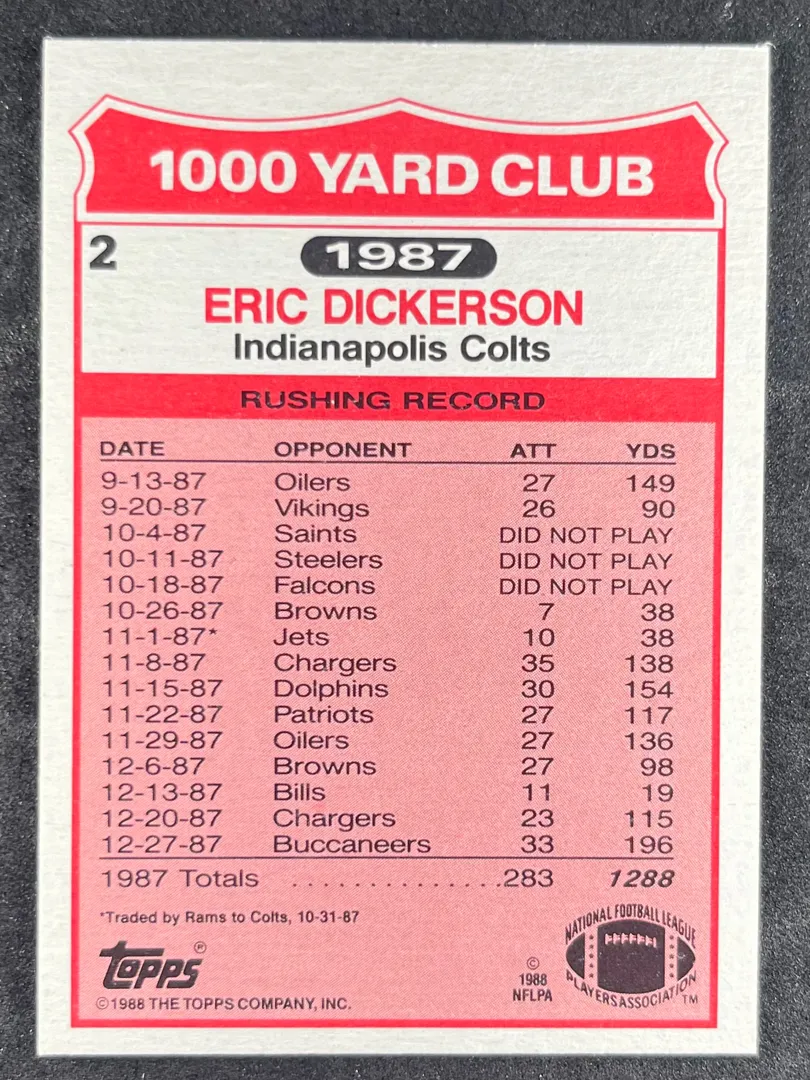 1000 YARD CLUB
2
1987
ERIC DICKERSON
Indianapolis Colts
RUSHING RECORD
DATE OPPONENT ATT YDS
9-13-87 Oilers 27 149
9-20-87 Vikings 26 90
10-4-87 Saints DID NOT PLAY
10-11-87 Steelers DID NOT PLAY
10-18-87 Falcons DID NOT PLAY
10-26-87 Browns 7 38
11-1-87* Jets 10 38
11-8-87 Chargers 35 138
11-15-87 Dolphins 30 154
11-22-87 Patriots 27 117
11-29-87 Oilers 27 136
12-6-87 Browns 27 98
12-13-87 Bills 11 19
12-20-87 Chargers 23 115
12-27-87 Buccaneers 33 196
1987 Totals ...............283 1288
*Traded by Rams to Colts, 10-31-87
TOPPS®
©1988 THE TOPPS COMPANY, INC.
©
1988
NFLPA
NATIONAL FOOTBALL LEAGUE
PLAYERS ASSOCIATION™